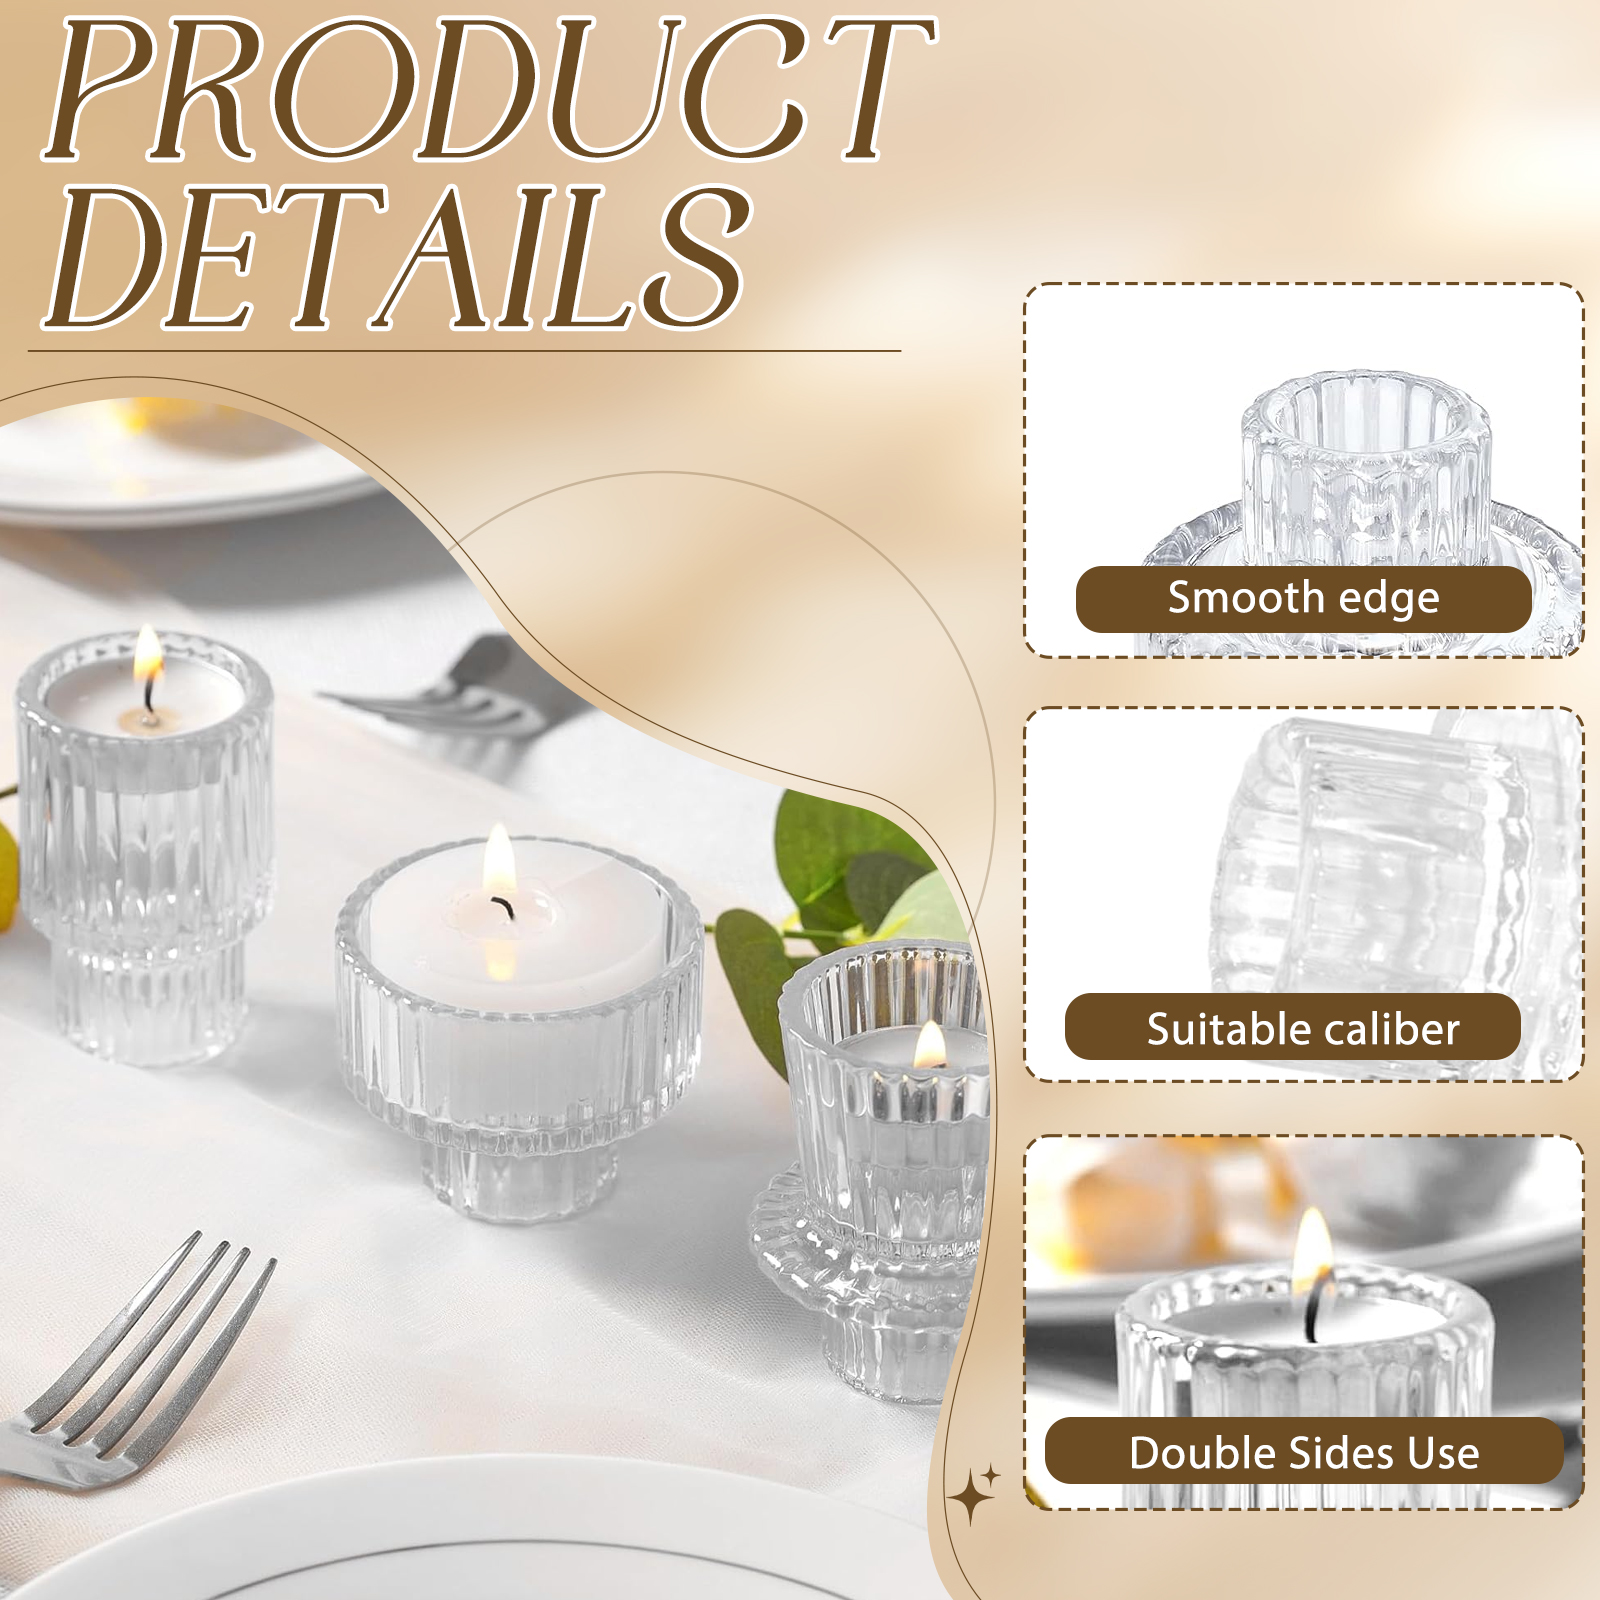 PRODUCT
DETAILS
Smooth edge
Suitable caliber
Double Sides Use